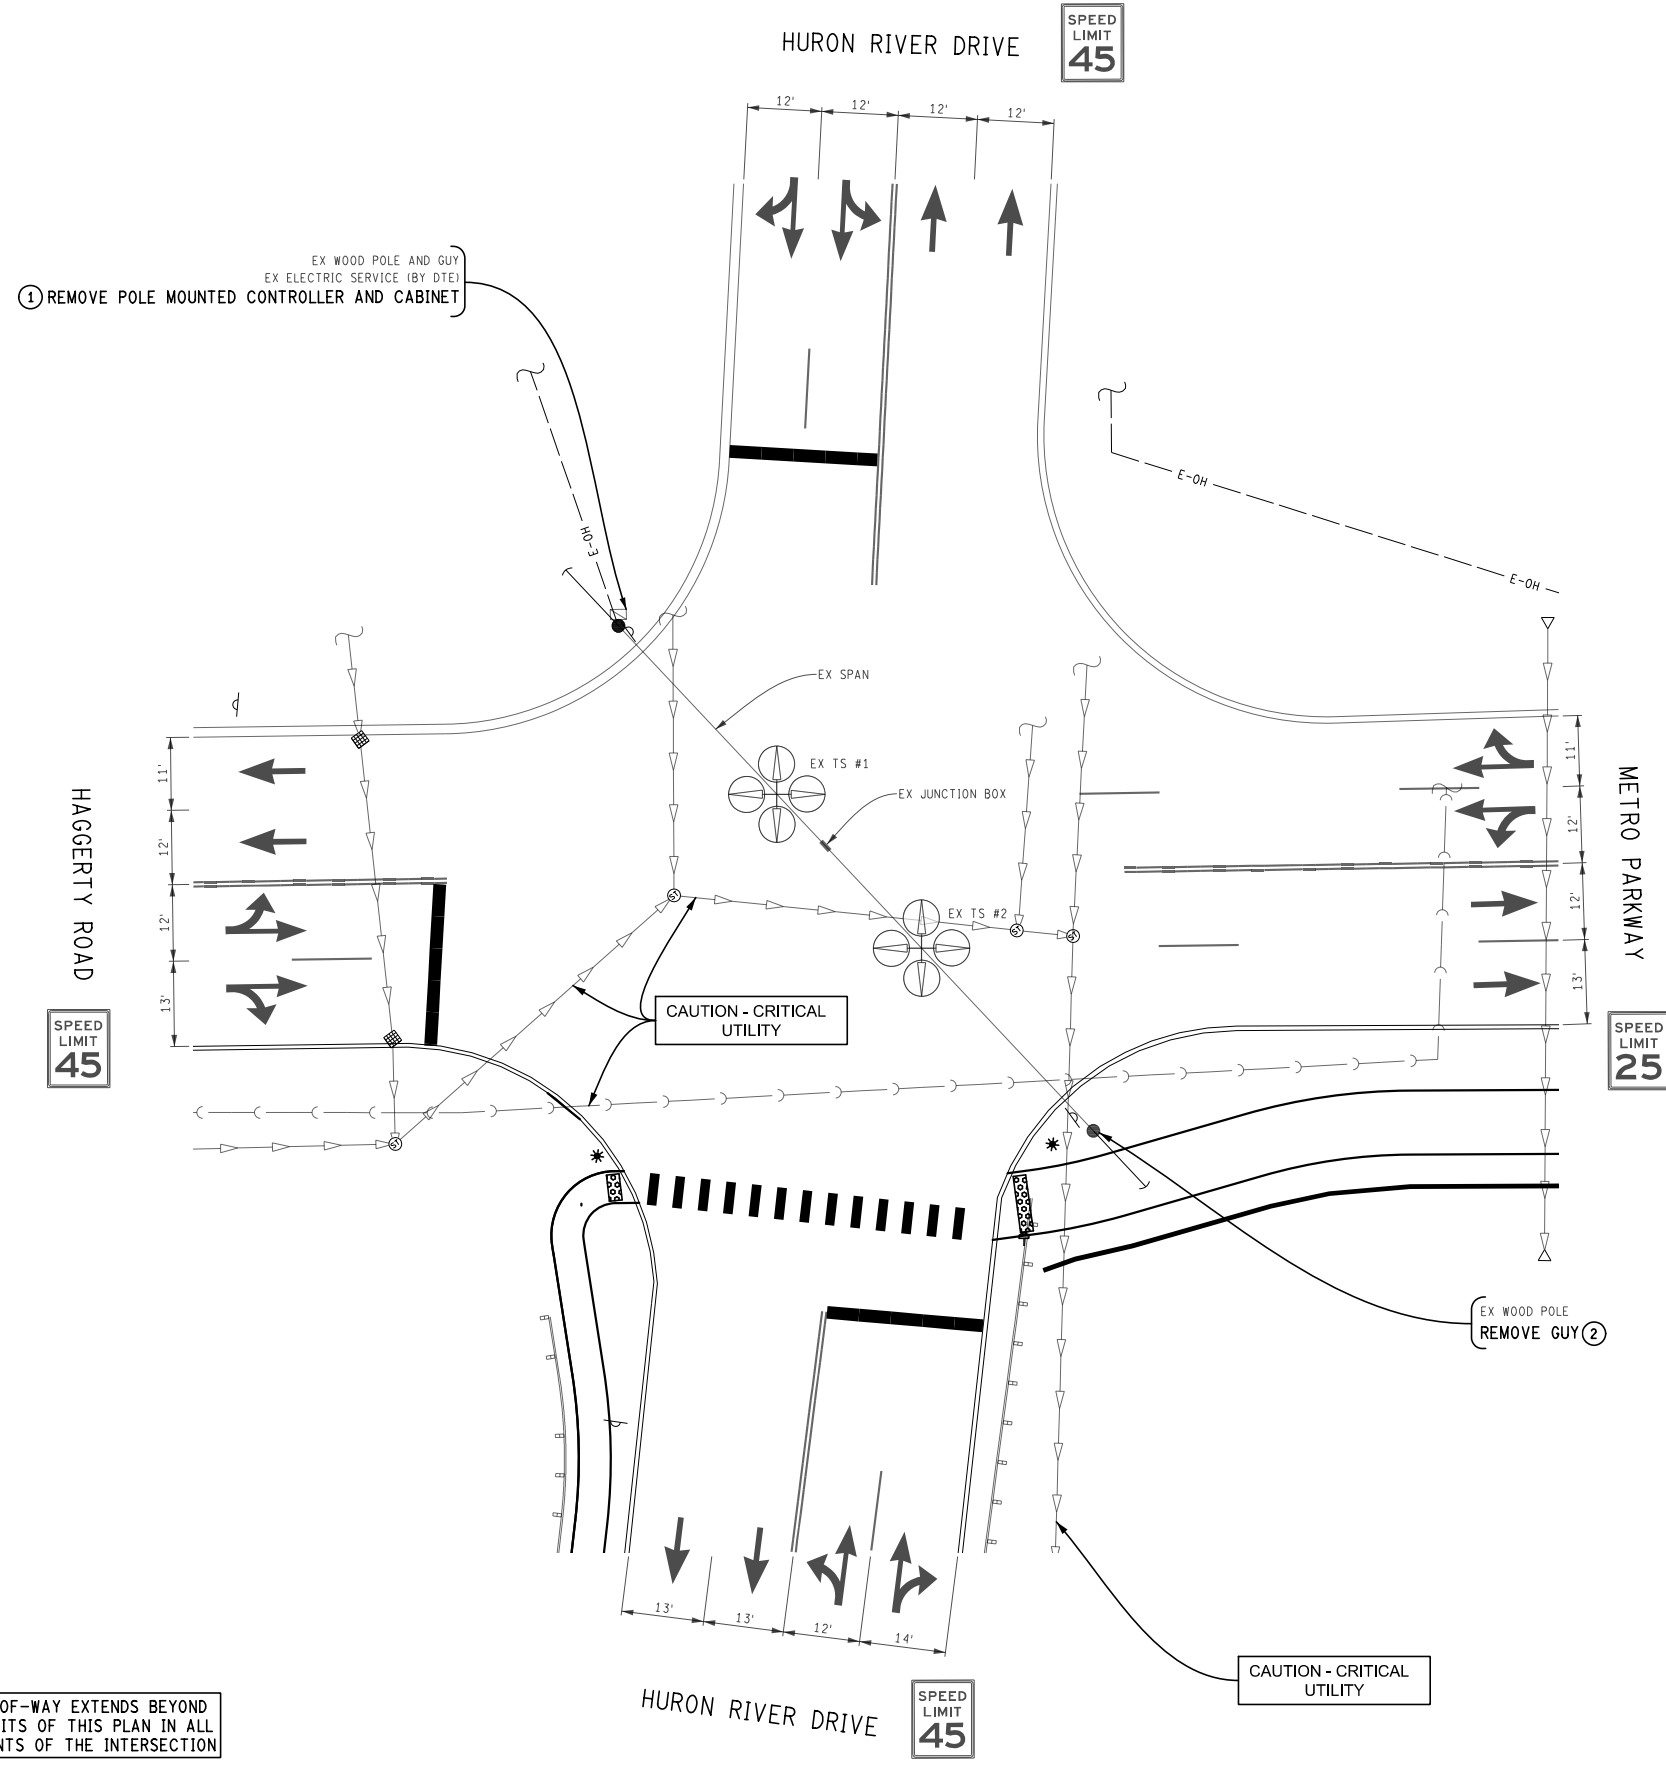 HURON RIVER DRIVE
SPEED
LIMIT
45
12' 12' 12' 12'
EX WOOD POLE AND GUY
EX ELECTRIC SERVICE (BY DTE)
1 REMOVE POLE MOUNTED CONTROLLER AND CABINET
E-OH
E-OH
E-OH
EX SPAN
EX TS #1
EX JUNCTION BOX
EX TS #2
HAGGERTY ROAD
11'
12'
12'
13'
SPEED
LIMIT
45
METRO PARKWAY
11'
12'
12'
13'
SPEED
LIMIT
25
ST
ST
ST
ST
CAUTION - CRITICAL
UTILITY
EX WOOD POLE
REMOVE GUY 2
13' 13' 12' 14'
CAUTION - CRITICAL
UTILITY
HURON RIVER DRIVE
SPEED
LIMIT
45
OF-WAY EXTENDS BEYOND
ITS OF THIS PLAN IN ALL
NTS OF THE INTERSECTION